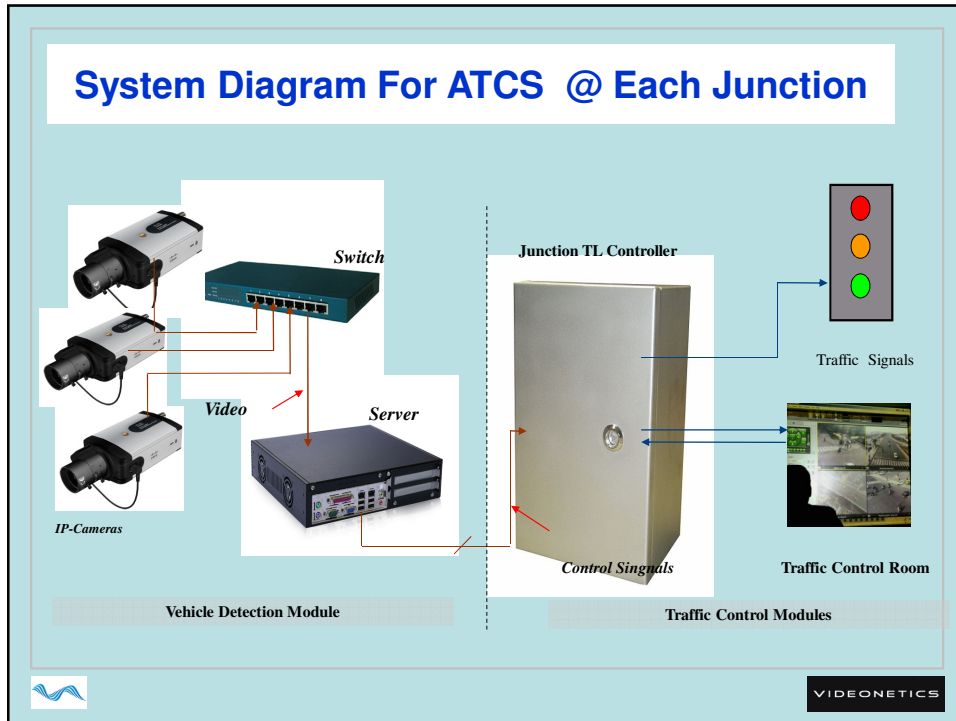 System Diagram For ATCS @ Each Junction
Switch
Junction TL Controller
Traffic Signals
Video
Server
IP-Cameras
Control Singnals
Traffic Control Room
Vehicle Detection Module
Traffic Control Modules
VIDEONETICS